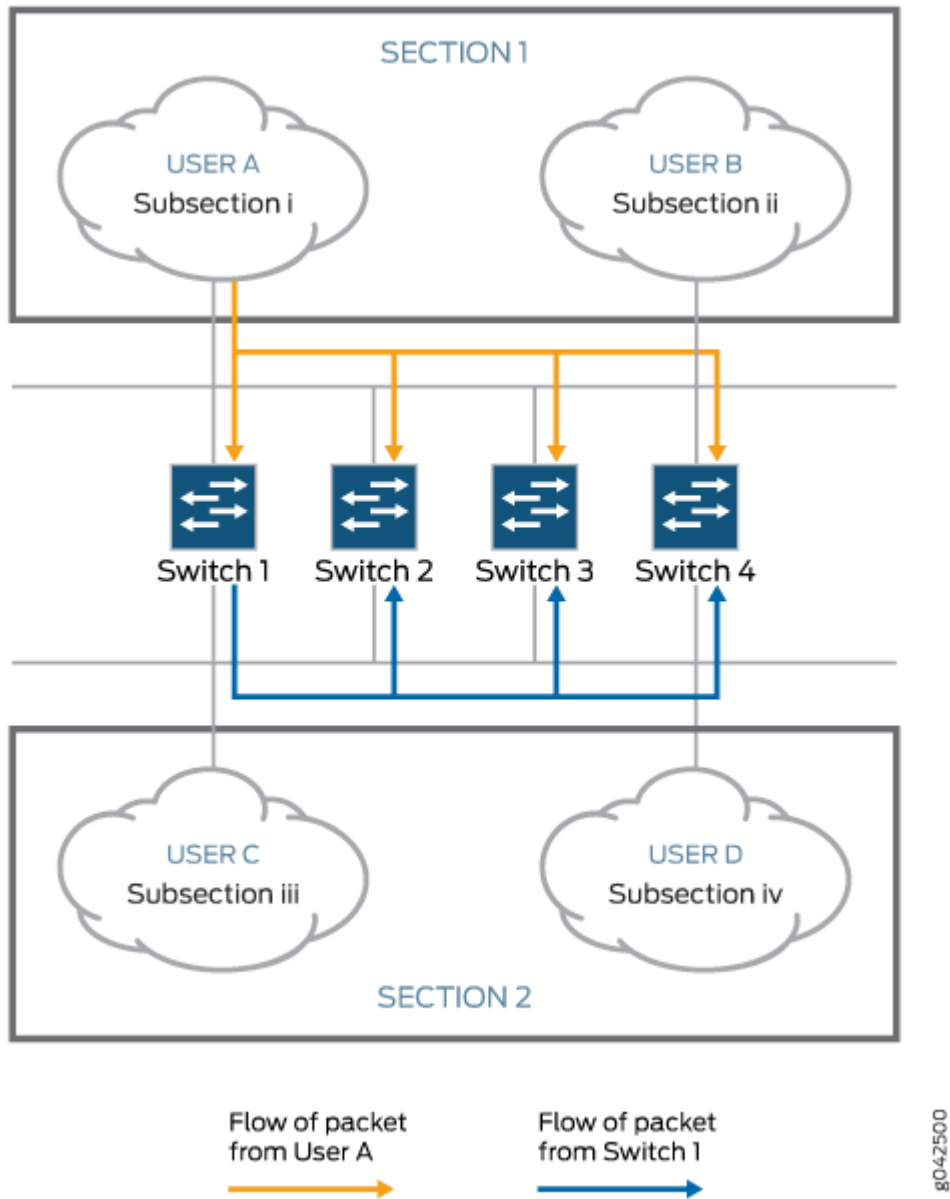 SECTION 1
USER A
Subsection i
USER B
Subsection ii
Switch 1
Switch 2
Switch 3
Switch 4
USER C
Subsection iii
USER D
Subsection iv
SECTION 2
Flow of packet
from User A
Flow of packet
from Switch 1
g042500